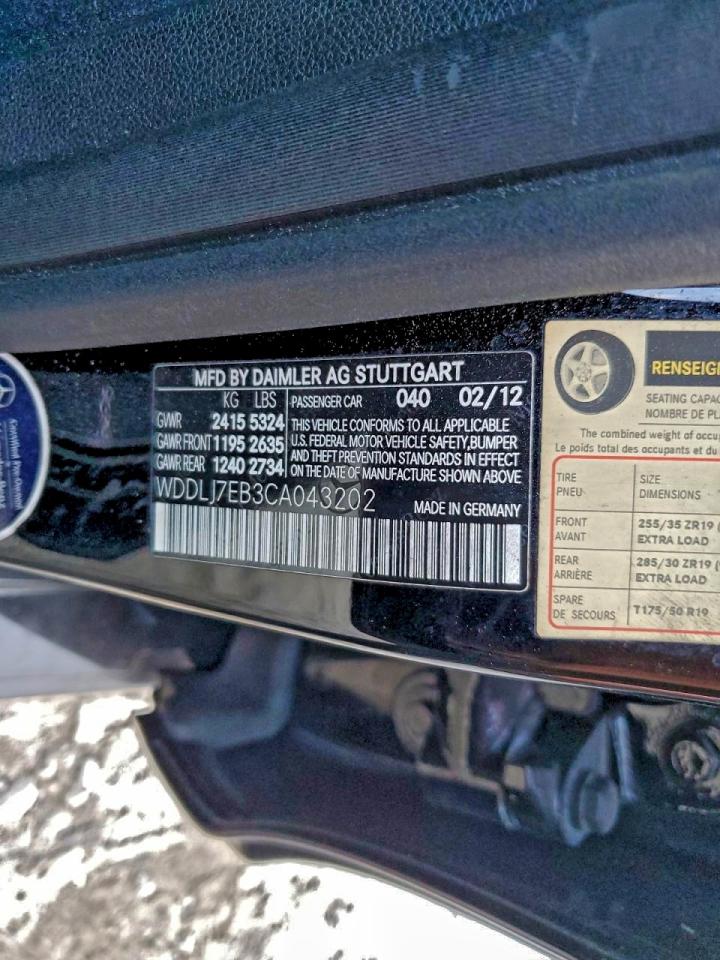 MFD BY DAIMLER AG STUTTGART
KG LBS
GVWR 2415 5324
GAWR FRONT 1195 2635
GAWR REAR 1240 2734
PASSENGER CAR 040 02/12
THIS VEHICLE CONFORMS TO ALL APPLICABLE
U.S. FEDERAL MOTOR VEHICLE SAFETY,BUMPER
AND THEFT PREVENTION STANDARDS IN EFFECT
ON THE DATE OF MANUFACTURE SHOWN ABOVE
WDDLJ7EB3CA043202
MADE IN GERMANY
Certified Pre-Owned
RENSEIG
SEATING CAPAC
NOMBRE DE PL
The combined weight of occu
Le poids total des occupants et du
TIRE SIZE
PNEU DIMENSIONS
FRONT 255/35 ZR19 (
AVANT EXTRA LOAD
REAR 285/30 ZR19 (
ARRIÈRE EXTRA LOAD
SPARE T175/50 R19
DE SECOURS